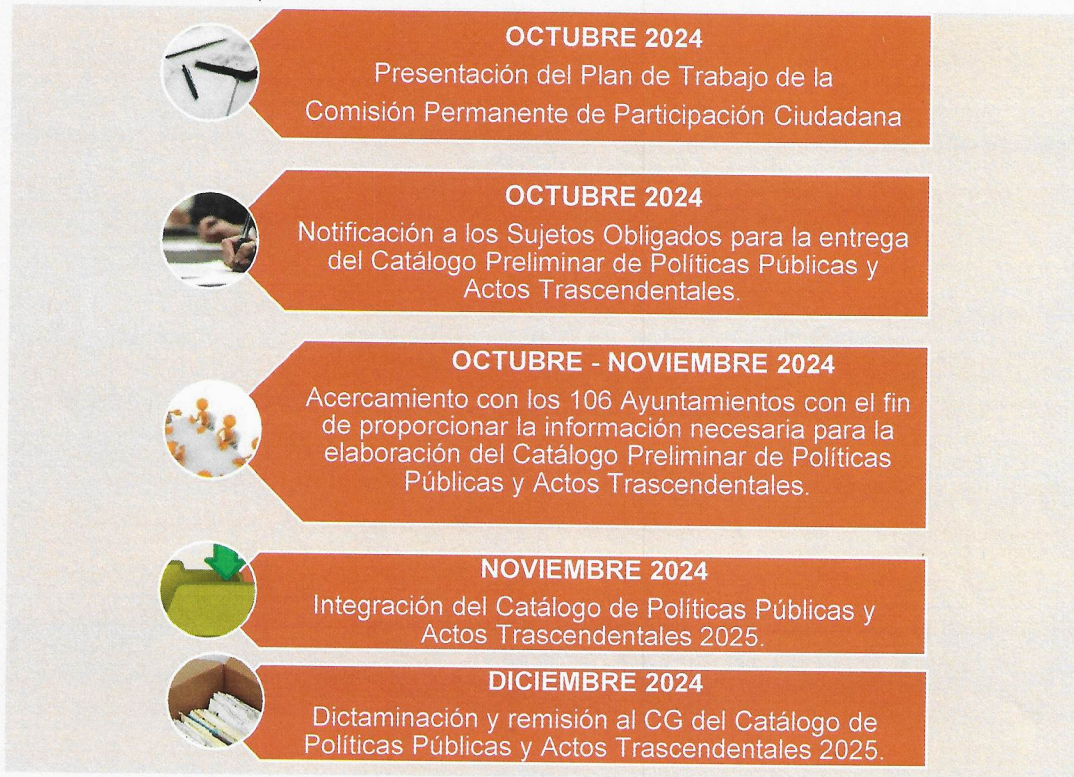 OCTUBRE 2024
Presentación del Plan de Trabajo de la
Comisión Permanente de Participación Ciudadana
OCTUBRE 2024
Notificación a los Sujetos Obligados para la entrega
del Catálogo Preliminar de Políticas Públicas y
Actos Trascendentales.
OCTUBRE - NOVIEMBRE 2024
Acercamiento con los 106 Ayuntamientos con el fin
de proporcionar la información necesaria para la
elaboración del Catálogo Preliminar de Políticas
Públicas y Actos Trascendentales.
NOVIEMBRE 2024
Integración del Catálogo de Políticas Públicas y
Actos Trascendentales 2025.
DICIEMBRE 2024
Dictaminación y remisión al CG del Catálogo de
Políticas Públicas y Actos Trascendentales 2025.